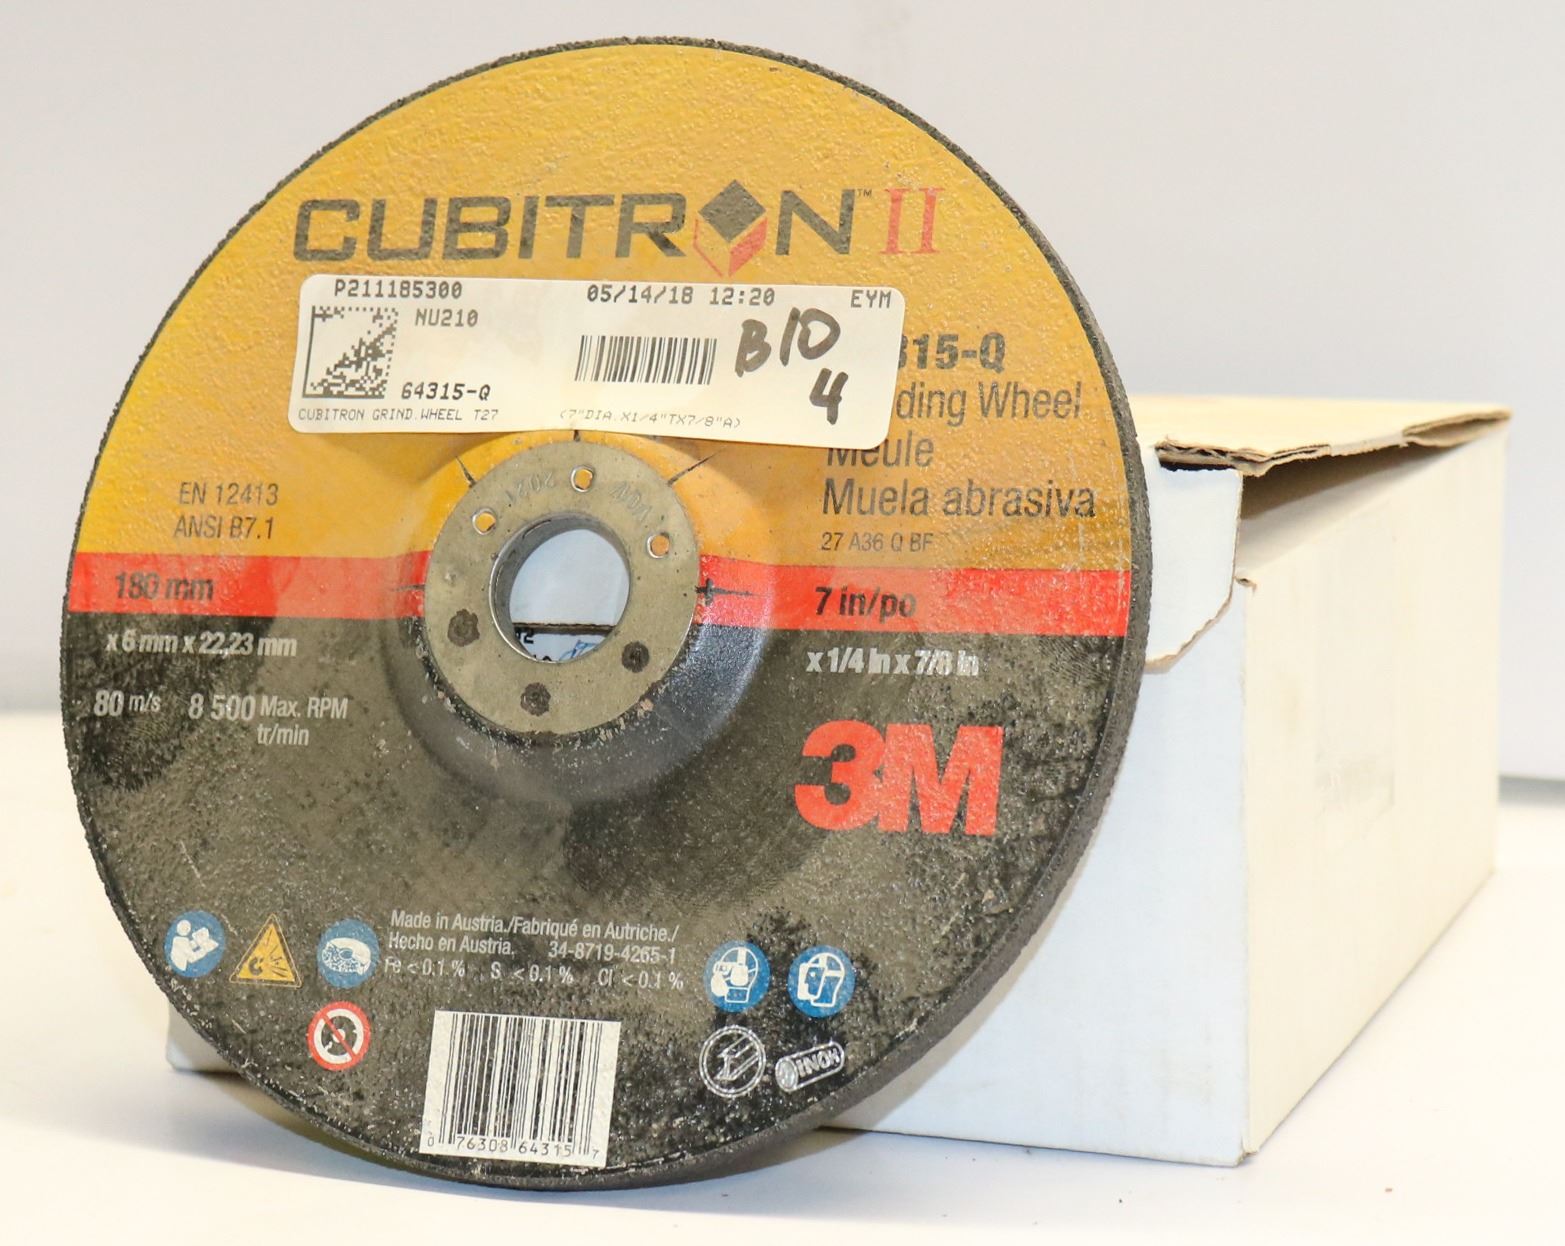 CUBITRON™ II
P211185300 05/14/18 12:20 EYM
NU210
B10
4
64315-Q
CUBITRON GRIND.WHEEL T27 (7"DIA.X1/4"TX7/8"A)
315-Q
ding Wheel
Meule
Muela abrasiva
27 A36 Q BF
EN 12413
ANSI B7.1
180 mm
x 6 mm x 22,23 mm
7 in/po
x 1/4 in x 7/8 in
80 m/s 8 500 Max. RPM
tr/min
3M
Made in Austria./Fabriqué en Autriche./
Hecho en Austria. 34-8719-4265-1
Fe < 0.1 % S < 0.1 % Cl < 0.1 %
INOX
0 76308 64315 7